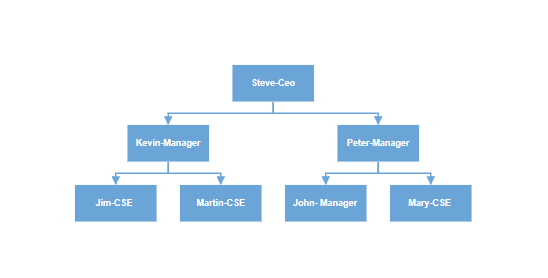 Steve-Ceo
Kevin-Manager
Peter-Manager
Jim-CSE
Martin-CSE
John- Manager
Mary-CSE